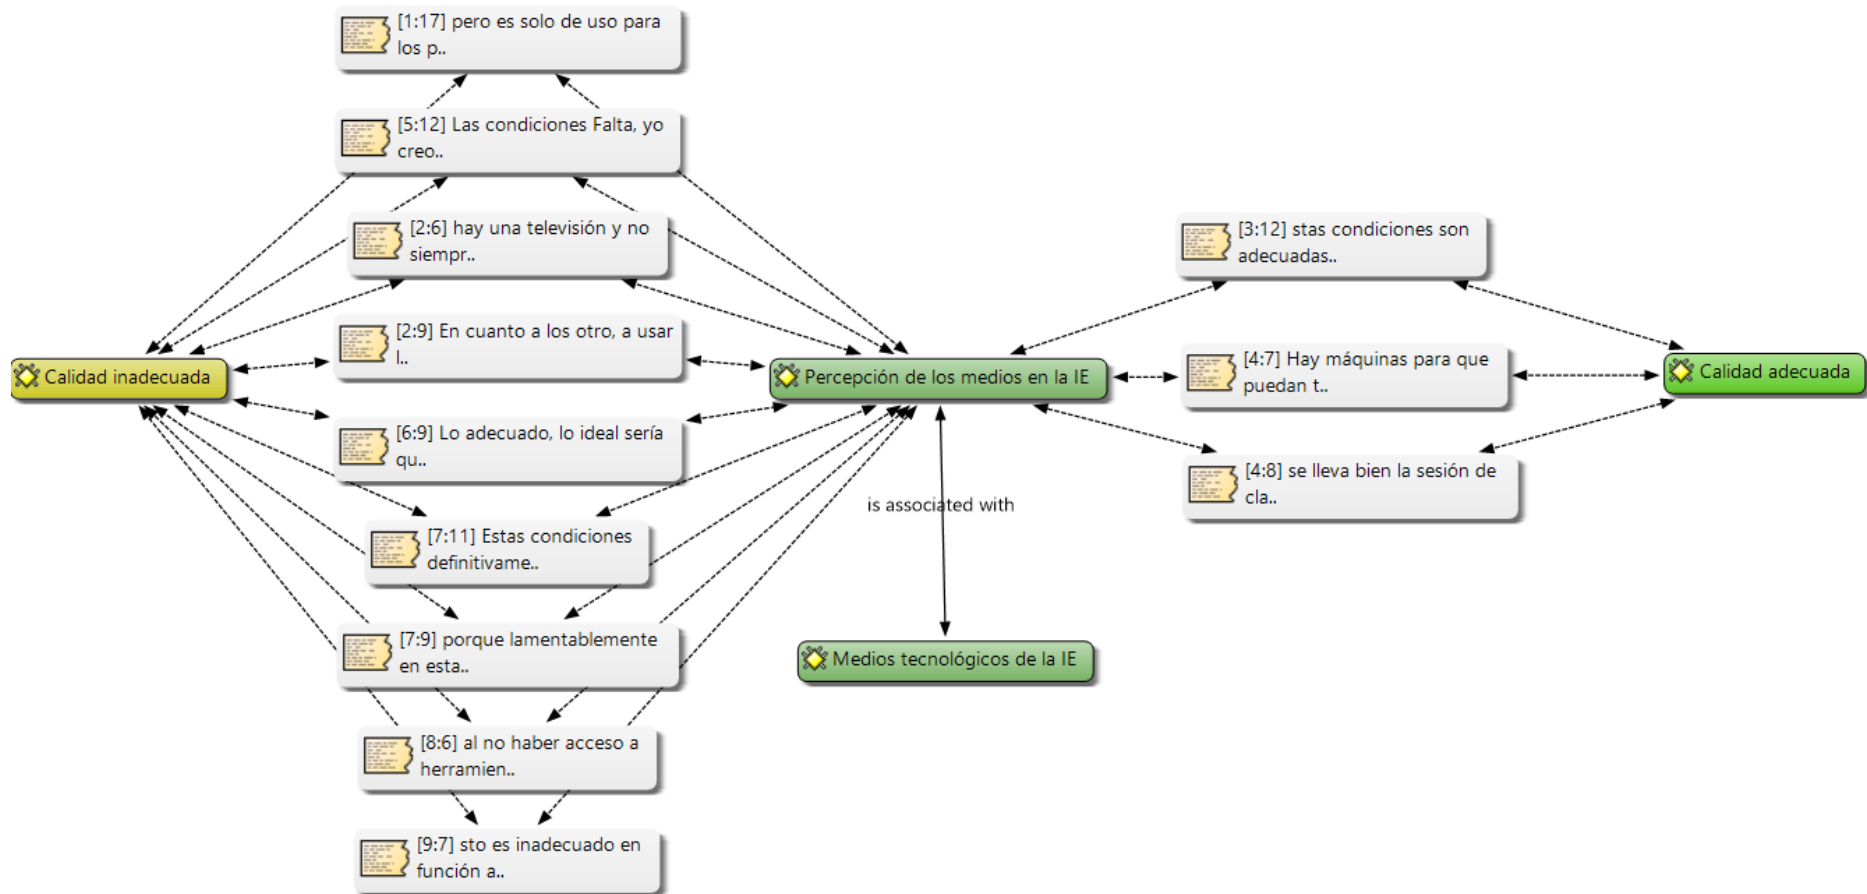 [1:17] pero es solo de uso para
los p..
[5:12] Las condiciones Falta, yo
creo..
[2:6] hay una televisión y no
siempr..
[2:9] En cuanto a los otro, a usar
l..
Calidad inadecuada
[6:9] Lo adecuado, lo ideal sería
qu..
[7:11] Estas condiciones
definitivame..
[7:9] porque lamentablemente
en esta..
[8:6] al no haber acceso a
herramien..
[9:7] sto es inadecuado en
función a..
Percepción de los medios en la IE
is associated with
Medios tecnológicos de la IE
[3:12] stas condiciones son
adecuadas..
[4:7] Hay máquinas para que
puedan t..
[4:8] se lleva bien la sesión de
cla..
Calidad adecuada